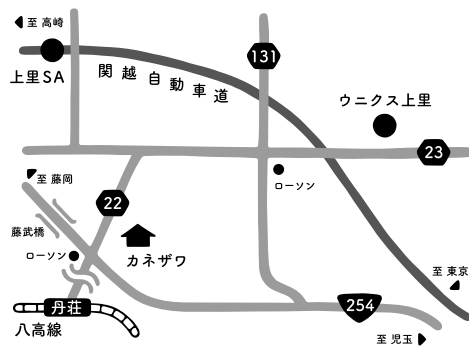 至 高崎
上里SA
関越自動車道
131
ウニクス上里
23
ローソン
至 藤岡
22
藤武橋
ローソン
カネザワ
至 東京
丹荘
254
八高線
至 児玉